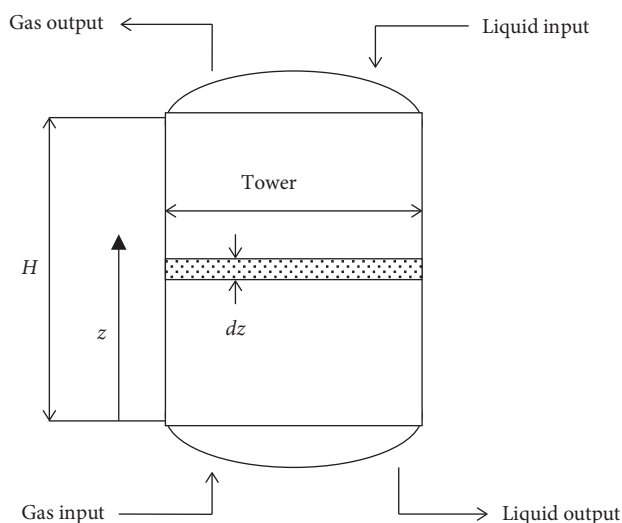 Gas output
Liquid input
Tower
H
z
dz
Gas input
Liquid output